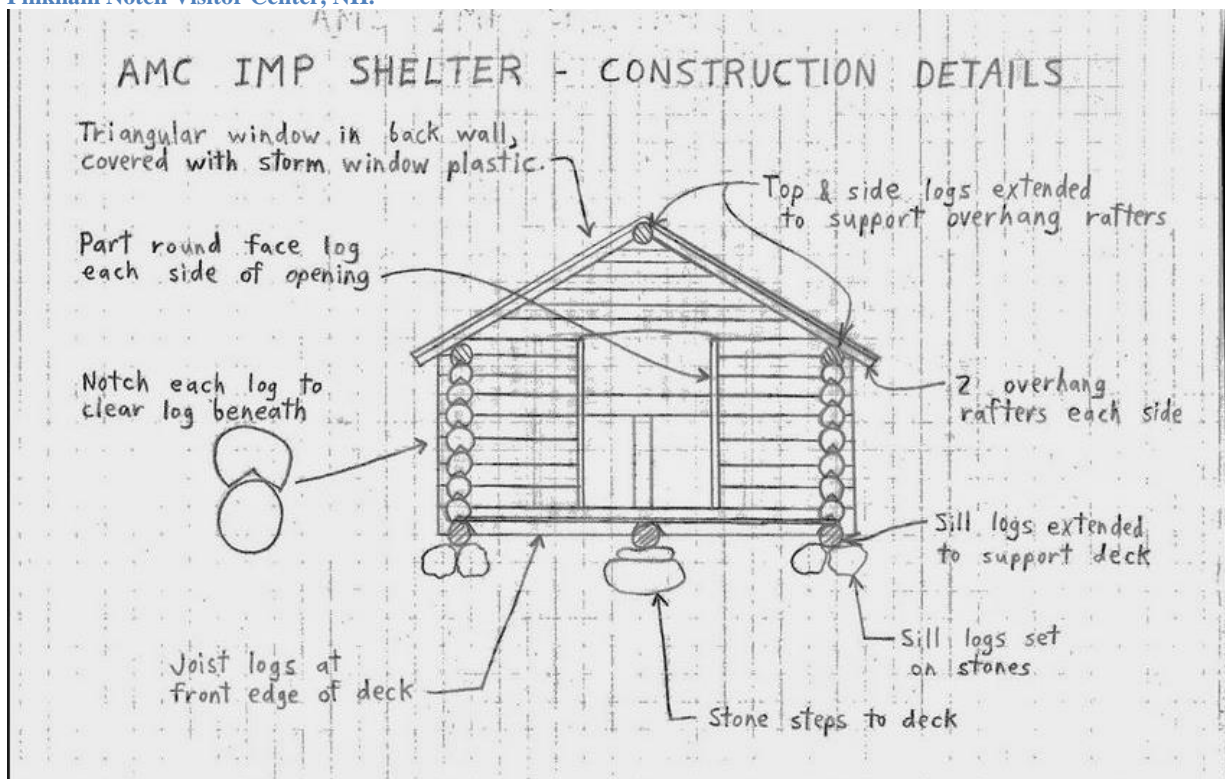 Pinkham Notch Visitor Center, NH.
AMC IMP SHELTER - CONSTRUCTION DETAILS
Triangular window in back wall,
covered with storm window plastic.
Top & side logs extended
to support overhang rafters
Part round face log
each side of opening
Notch each log to
clear log beneath
2 overhang
rafters each side
Sill logs extended
to support deck
Sill logs set
on stones
Joist logs at
front edge of deck
Stone steps to deck